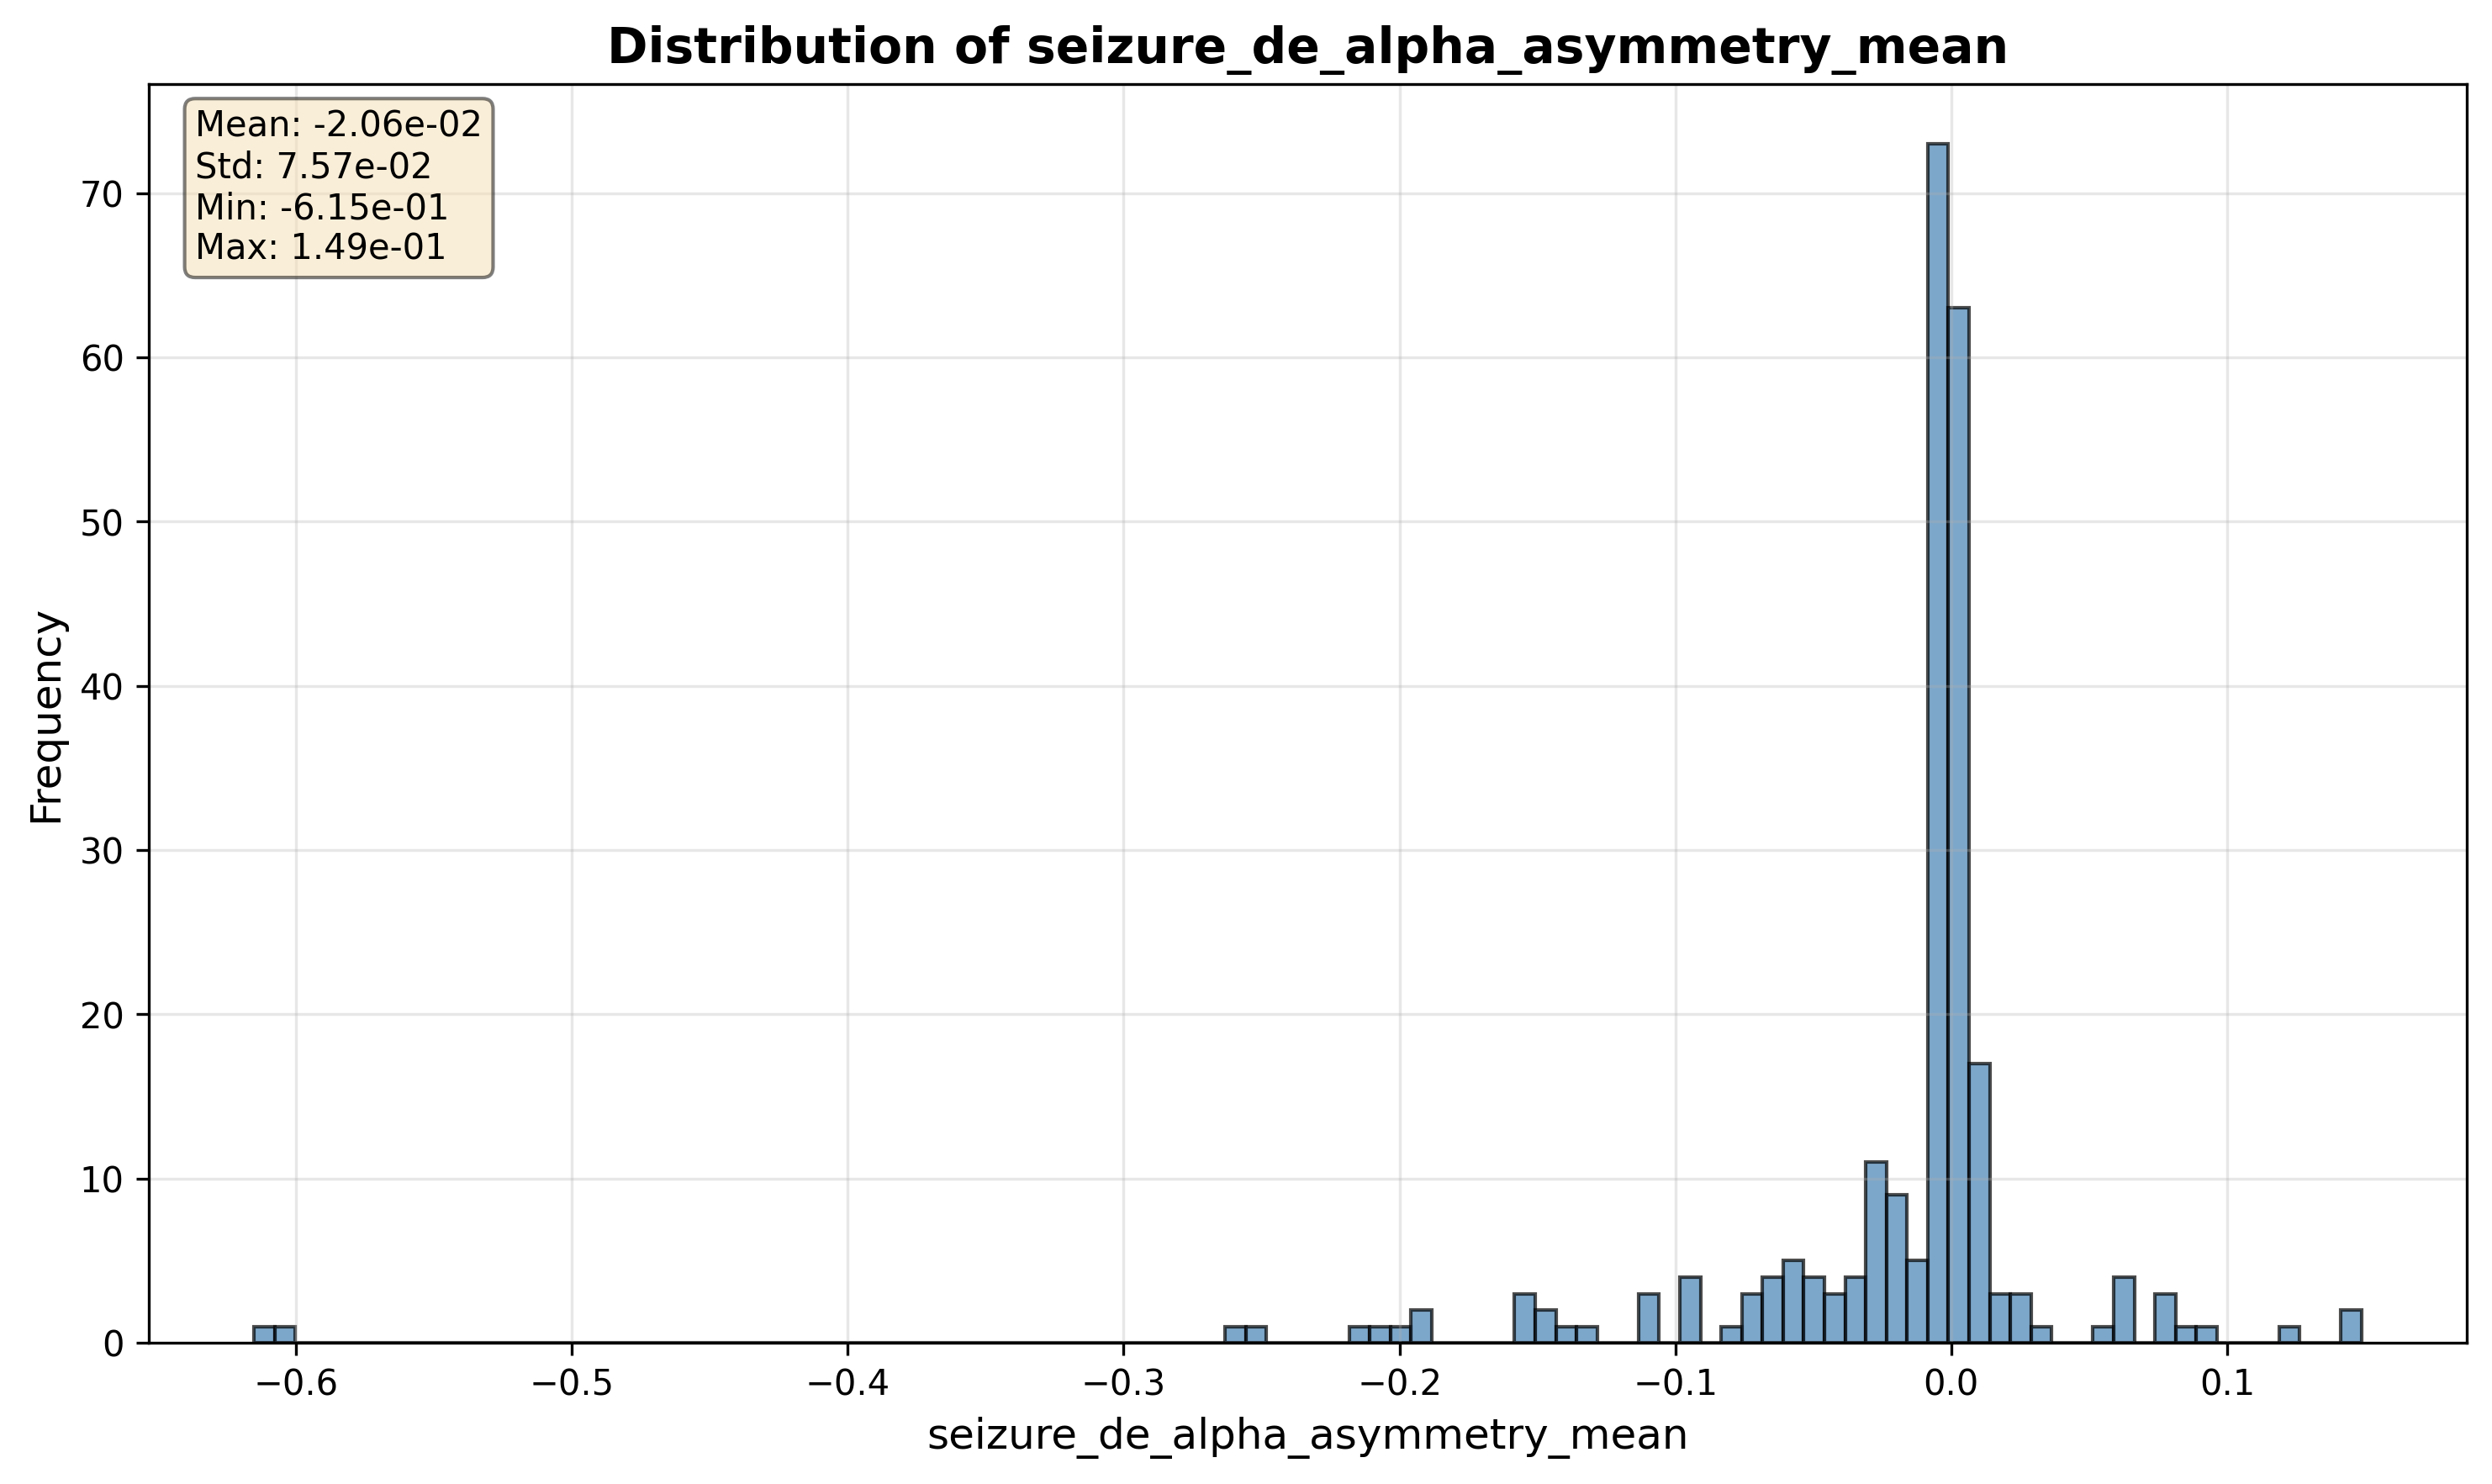 Distribution of seizure_de_alpha_asymmetry_mean
Mean: -2.06e-02
Std: 7.57e-02
Min: -6.15e-01
Max: 1.49e-01
70
60
50
40
30
20
10
0
Frequency
−0.6 −0.5 −0.4 −0.3 −0.2 −0.1 0.0 0.1
seizure_de_alpha_asymmetry_mean